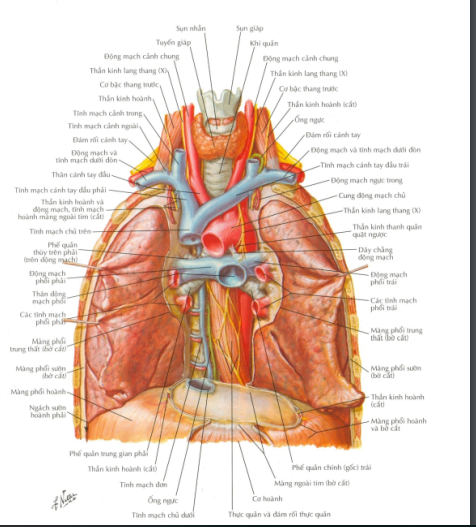 Sụn nhẫn
Sụn giáp
Tuyến giáp
Khí quản
Động mạch cảnh chung
Động mạch cảnh chung
Thần kinh lang thang (X)
Thần kinh lang thang (X)
Cơ bậc thang trước
Cơ bậc thang trước
Thần kinh hoành
Thần kinh hoành (cắt)
Tĩnh mạch cảnh trong
Ống ngực
Tĩnh mạch cảnh ngoài
Đám rối cánh tay
Đám rối cánh tay
Động mạch và
tĩnh mạch dưới đòn
Động mạch và tĩnh mạch dưới đòn
Thân cánh tay đầu
Tĩnh mạch cánh tay đầu trái
Tĩnh mạch cánh tay đầu phải
Động mạch ngực trong
Thần kinh hoành và
động mạch, tĩnh mạch
hoành màng ngoài tim (cắt)
Cung động mạch chủ
Thần kinh lang thang (X)
Tĩnh mạch chủ trên
Thần kinh thanh quản
quặt ngược
Phế quản
thùy trên phải
(trên động mạch)
Dây chằng
động mạch
Động mạch
phổi phải
Động mạch
phổi trái
Thân động
mạch phổi
Các tĩnh mạch
phổi trái
Các tĩnh mạch
phổi phải
Màng phổi trung
thất (bờ cắt)
Màng phổi
trung thất (bờ cắt)
Màng phổi sườn
(bờ cắt)
Màng phổi sườn
(bờ cắt)
Màng phổi hoành
Thần kinh hoành
(cắt)
Ngách sườn
hoành phải
Màng phổi hoành
và bờ cắt
Phế quản trung gian phải
Phế quản chính (gốc) trái
Thần kinh hoành (cắt)
Tĩnh mạch đơn
Màng ngoài tim (bờ cắt)
Ống ngực
Cơ hoành
Tĩnh mạch chủ dưới
Thực quản và đám rối thực quản